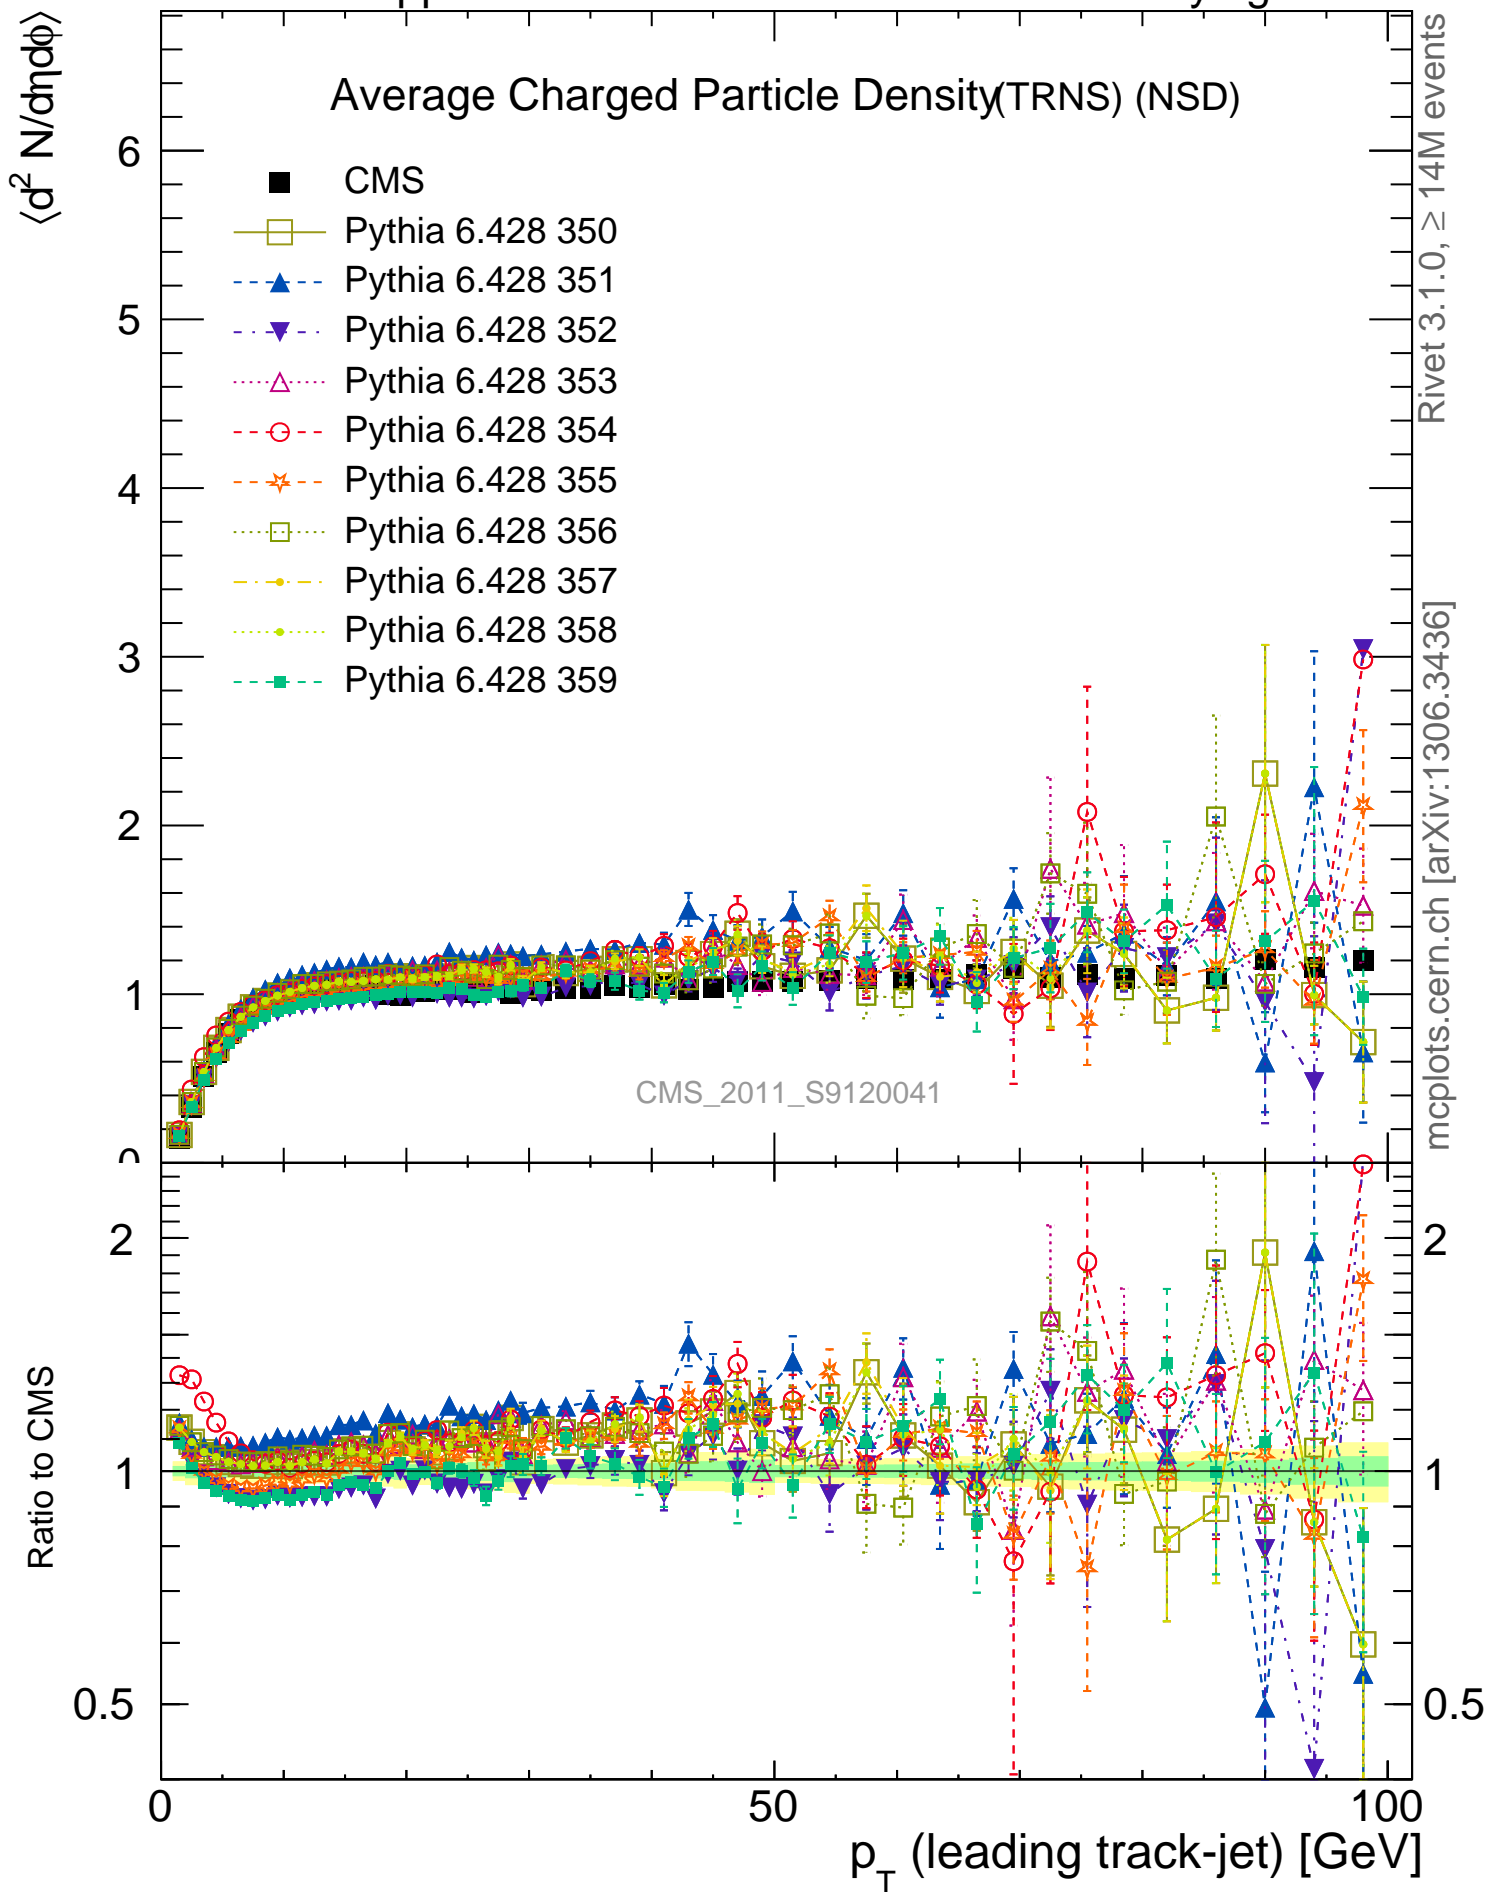 ⟨d² N/dηdϕ⟩
Average Charged Particle Density (TRNS) (NSD)
CMS
Pythia 6.428 350
Pythia 6.428 351
Pythia 6.428 352
Pythia 6.428 353
Pythia 6.428 354
Pythia 6.428 355
Pythia 6.428 356
Pythia 6.428 357
Pythia 6.428 358
Pythia 6.428 359
6
5
4
3
2
1
0
CMS_2011_S9120041
Rivet 3.1.0, ≥ 14M events
mcplots.cern.ch [arXiv:1306.3436]
Ratio to CMS
2
1
0.5
2
1
0.5
0
50
100
p_T (leading track-jet) [GeV]